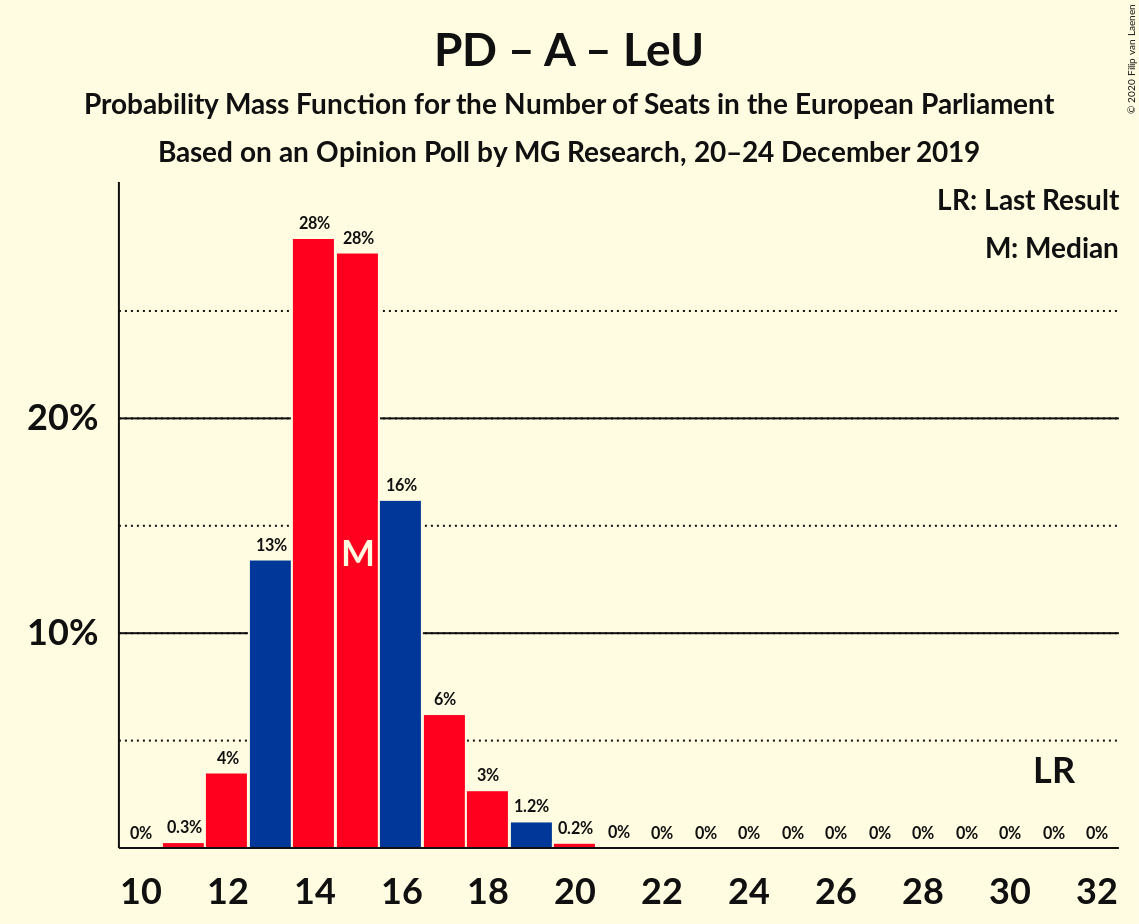 PD – A – LeU
Probability Mass Function for the Number of Seats in the European Parliament
Based on an Opinion Poll by MG Research, 20–24 December 2019
© 2020 Filip van Laenen
LR: Last Result
M: Median
28%
28%
20%
16%
13%
M
10%
6%
4%
3%
LR
1.2%
0%
0.3%
0.2%
0%
0%
0%
0%
0%
0%
0%
0%
0%
0%
0%
0%
10 12 14 16 18 20 22 24 26 28 30 32